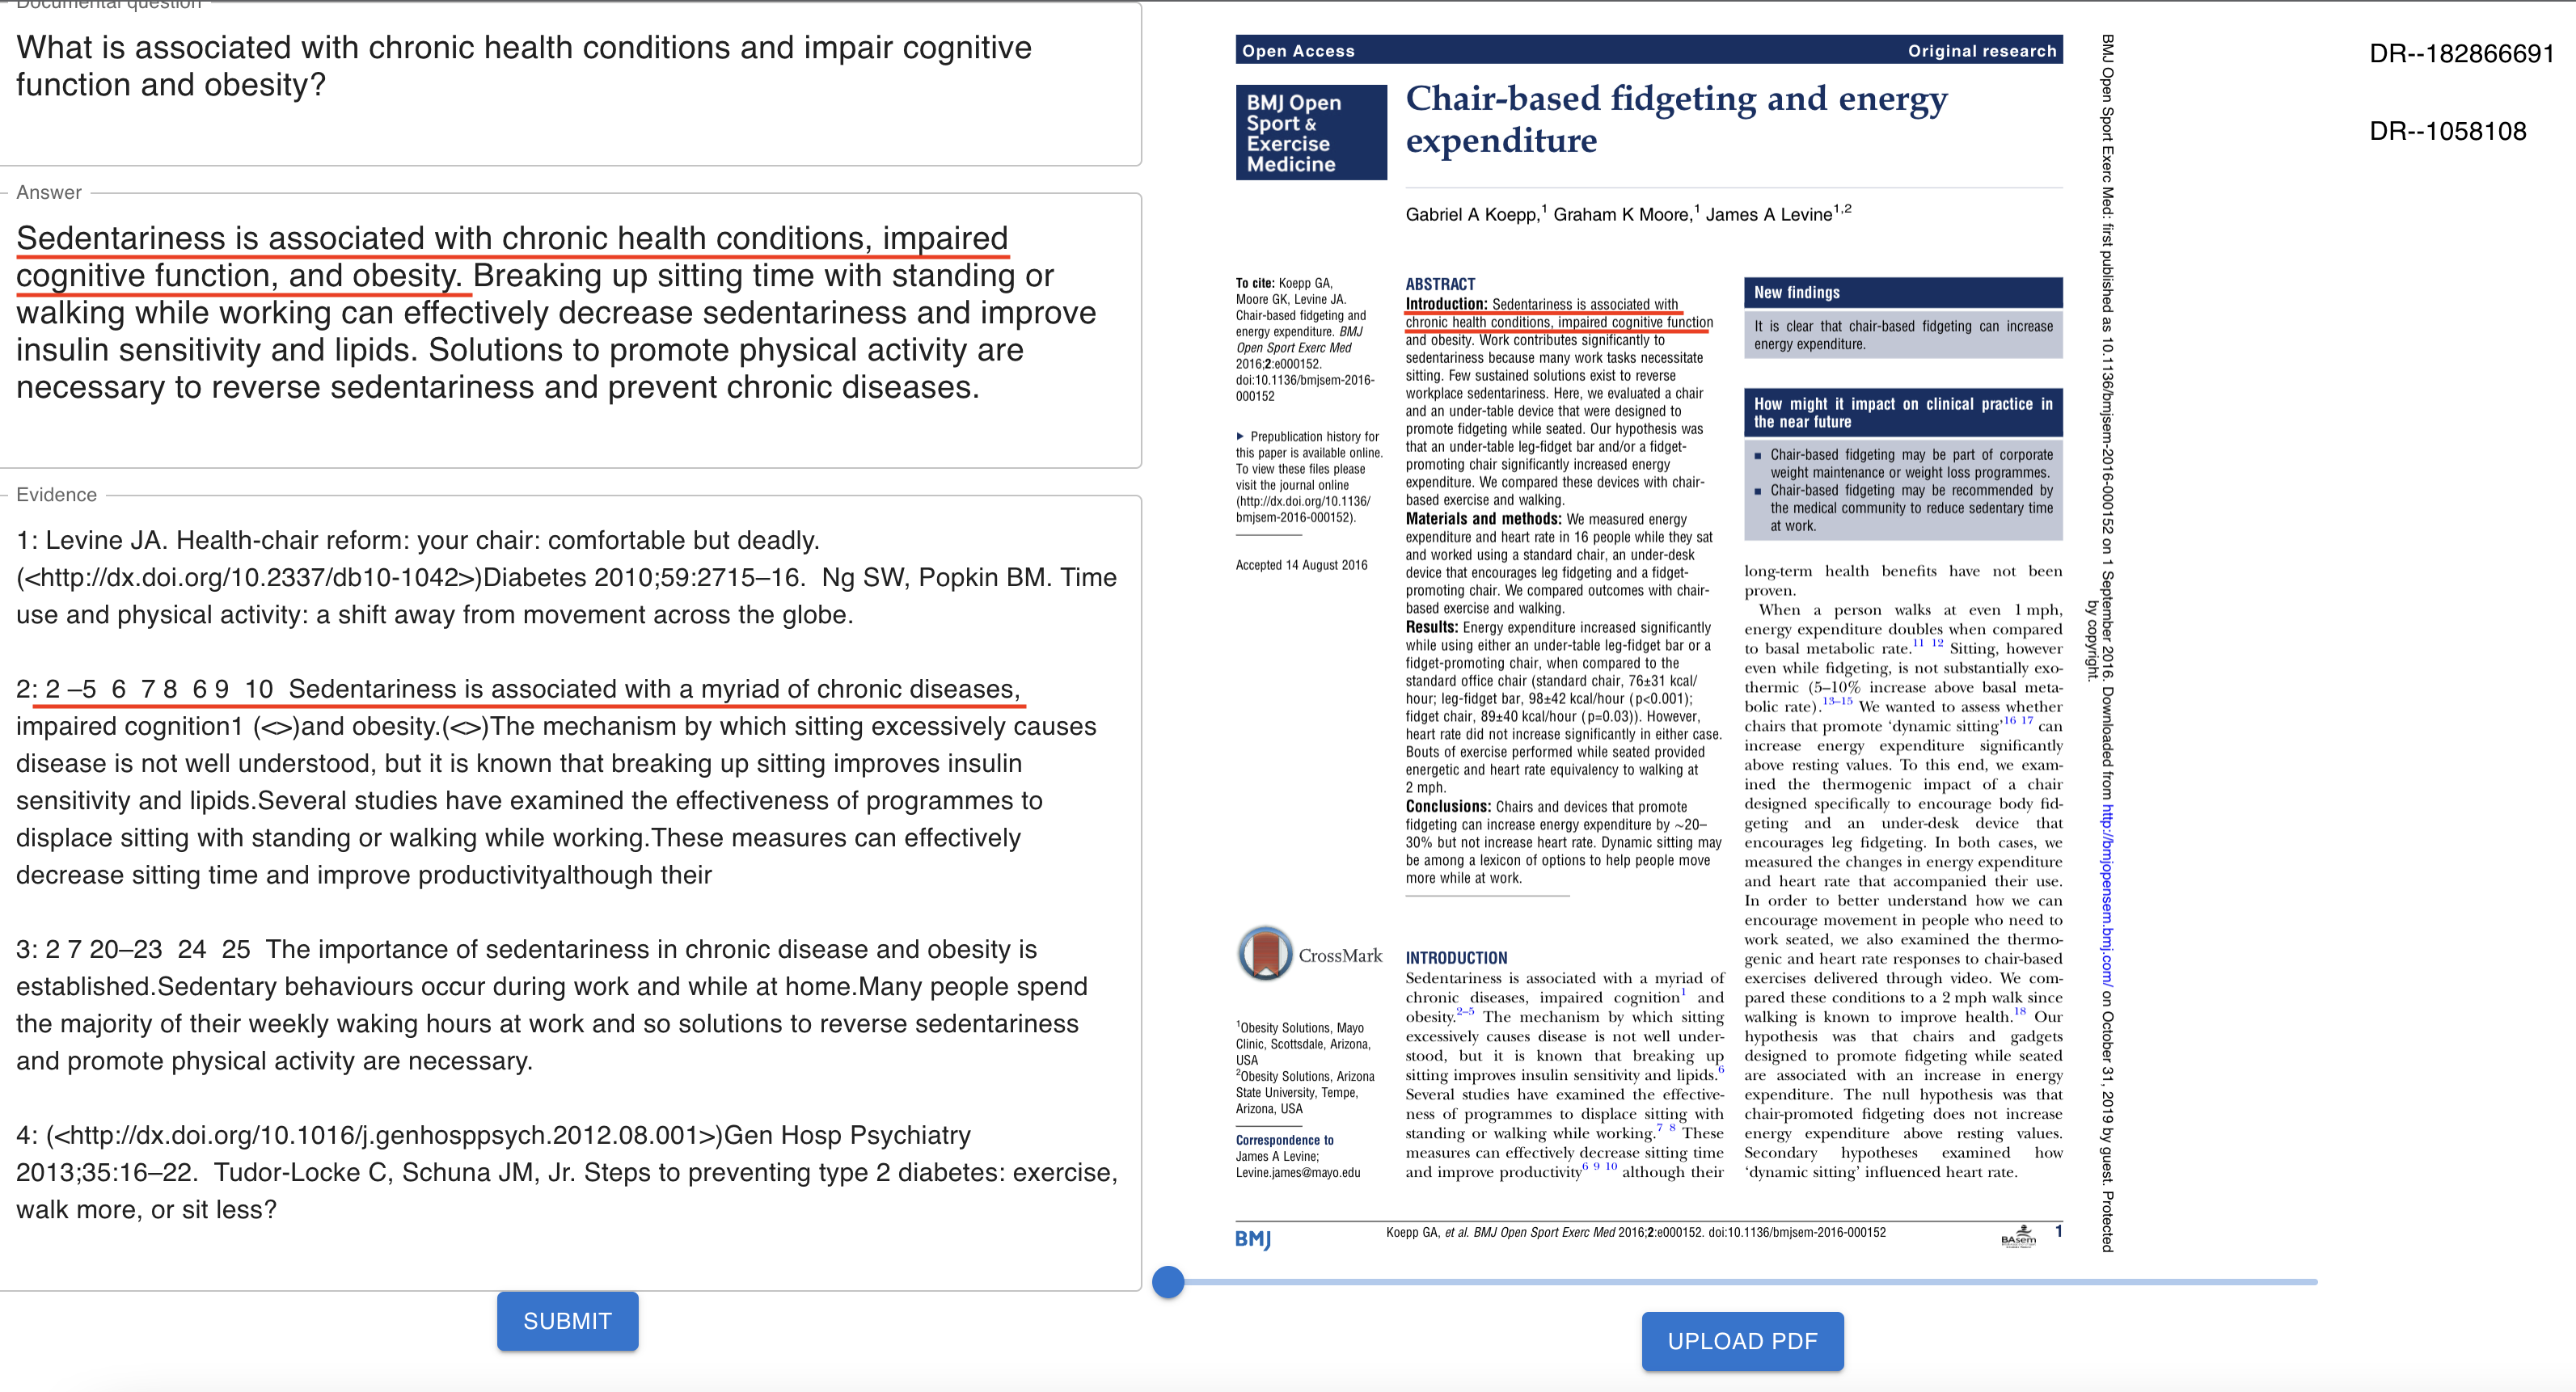 Documental question
What is associated with chronic health conditions and impair cognitive
function and obesity?
Answer
Sedentariness is associated with chronic health conditions, impaired
cognitive function, and obesity. Breaking up sitting time with standing or
walking while working can effectively decrease sedentariness and improve
insulin sensitivity and lipids. Solutions to promote physical activity are
necessary to reverse sedentariness and prevent chronic diseases.
Evidence
1: Levine JA. Health-chair reform: your chair: comfortable but deadly.
(<http://dx.doi.org/10.2337/db10-1042>)Diabetes 2010;59:2715–16.  Ng SW, Popkin BM. Time
use and physical activity: a shift away from movement across the globe.
2: 2 –5  6  7 8  6 9  10  Sedentariness is associated with a myriad of chronic diseases,
impaired cognition1 (<>)and obesity.(<>)The mechanism by which sitting excessively causes
disease is not well understood, but it is known that breaking up sitting improves insulin
sensitivity and lipids.Several studies have examined the effectiveness of programmes to
displace sitting with standing or walking while working.These measures can effectively
decrease sitting time and improve productivityalthough their
3: 2 7 20–23  24  25  The importance of sedentariness in chronic disease and obesity is
established.Sedentary behaviours occur during work and while at home.Many people spend
the majority of their weekly waking hours at work and so solutions to reverse sedentariness
and promote physical activity are necessary.
4: (<http://dx.doi.org/10.1016/j.genhosppsych.2012.08.001>)Gen Hosp Psychiatry
2013;35:16–22.  Tudor-Locke C, Schuna JM, Jr. Steps to preventing type 2 diabetes: exercise,
walk more, or sit less?
SUBMIT
Open Access
Original research
BMJ Open
Sport &
Exercise
Medicine
Chair-based fidgeting and energy
expenditure
Gabriel A Koepp,1 Graham K Moore,1 James A Levine1,2
To cite: Koepp GA,
Moore GK, Levine JA.
Chair-based fidgeting and
energy expenditure. BMJ
Open Sport Exerc Med
2016;2:e000152.
doi:10.1136/bmjsem-2016-
000152
▶ Prepublication history for
this paper is available online.
To view these files please
visit the journal online
(http://dx.doi.org/10.1136/
bmjsem-2016-000152).
Accepted 14 August 2016
CrossMark
1Obesity Solutions, Mayo
Clinic, Scottsdale, Arizona,
USA
2Obesity Solutions, Arizona
State University, Tempe,
Arizona, USA
Correspondence to
James A Levine;
Levine.james@mayo.edu
ABSTRACT
Introduction: Sedentariness is associated with
chronic health conditions, impaired cognitive function
and obesity. Work contributes significantly to
sedentariness because many work tasks necessitate
sitting. Few sustained solutions exist to reverse
workplace sedentariness. Here, we evaluated a chair
and an under-table device that were designed to
promote fidgeting while seated. Our hypothesis was
that an under-table leg-fidget bar and/or a fidget-
promoting chair significantly increased energy
expenditure. We compared these devices with chair-
based exercise and walking.
Materials and methods: We measured energy
expenditure and heart rate in 16 people while they sat
and worked using a standard chair, an under-desk
device that encourages leg fidgeting and a fidget-
promoting chair. We compared outcomes with chair-
based exercise and walking.
Results: Energy expenditure increased significantly
while using either an under-table leg-fidget bar or a
fidget-promoting chair, when compared to the
standard office chair (standard chair, 76±31 kcal/
hour; leg-fidget bar, 98±42 kcal/hour (p<0.001);
fidget chair, 89±40 kcal/hour (p=0.03)). However,
heart rate did not increase significantly in either case.
Bouts of exercise performed while seated provided
energetic and heart rate equivalency to walking at
2 mph.
Conclusions: Chairs and devices that promote
fidgeting can increase energy expenditure by ∼20–
30% but not increase heart rate. Dynamic sitting may
be among a lexicon of options to help people move
more while at work.
INTRODUCTION
Sedentariness is associated with a myriad of
chronic diseases, impaired cognition1 and
obesity.2–5 The mechanism by which sitting
excessively causes disease is not well under-
stood, but it is known that breaking up
sitting improves insulin sensitivity and lipids.6
Several studies have examined the effective-
ness of programmes to displace sitting with
standing or walking while working.7 8 These
measures can effectively decrease sitting time
and improve productivity6 9 10 although their
New findings
It is clear that chair-based fidgeting can increase
energy expenditure.
How might it impact on clinical practice in
the near future
▪ Chair-based fidgeting may be part of corporate
weight maintenance or weight loss programmes.
▪ Chair-based fidgeting may be recommended by
the medical community to reduce sedentary time
at work.
long-term health benefits have not been
proven.
When a person walks at even 1 mph,
energy expenditure doubles when compared
to basal metabolic rate.11 12 Sitting, however
even while fidgeting, is not substantially exo-
thermic (5–10% increase above basal meta-
bolic rate).13–15 We wanted to assess whether
chairs that promote ‘dynamic sitting’16 17 can
increase energy expenditure significantly
above resting values. To this end, we exam-
ined the thermogenic impact of a chair
designed specifically to encourage body fid-
geting and an under-desk device that
encourages leg fidgeting. In both cases, we
measured the changes in energy expenditure
and heart rate that accompanied their use.
In order to better understand how we can
encourage movement in people who need to
work seated, we also examined the thermo-
genic and heart rate responses to chair-based
exercises delivered through video. We com-
pared these conditions to a 2 mph walk since
walking is known to improve health.18 Our
hypothesis was that chairs and gadgets
designed to promote fidgeting while seated
are associated with an increase in energy
expenditure. The null hypothesis was that
chair-promoted fidgeting does not increase
energy expenditure above resting values.
Secondary hypotheses examined how
‘dynamic sitting’ influenced heart rate.
BMJ
Koepp GA, et al. BMJ Open Sport Exerc Med 2016;2:e000152. doi:10.1136/bmjsem-2016-000152
BAsem
1
BMJ Open Sport Exerc Med: first published as 10.1136/bmjsem-2016-000152 on 1 September 2016. Downloaded from http://bmjopensem.bmj.com/ on October 31, 2019 by guest. Protected
by copyright.
UPLOAD PDF
DR--182866691
DR--1058108